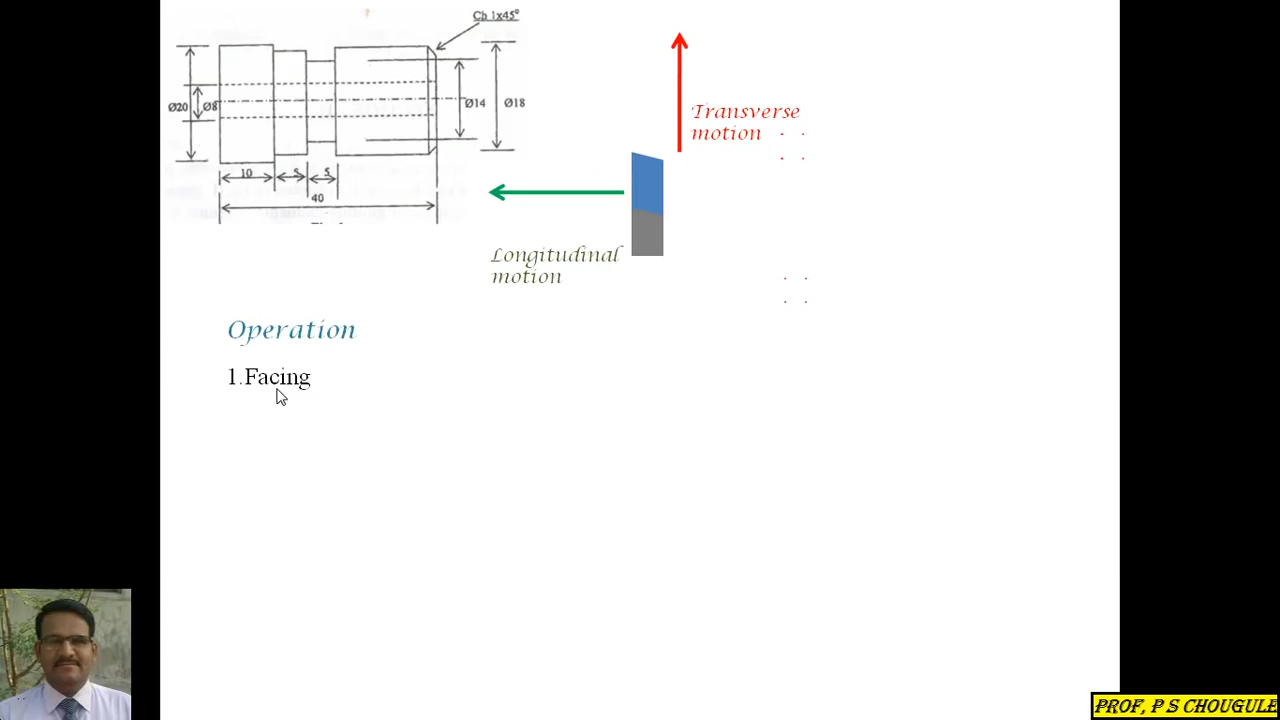 Ch 1x45°
Ø20
Ø8
Ø14
Ø18
10
5
5
40
Transverse
motion
Longitudinal
motion
Operation
1.Facing
PROF, P S CHOUGULE